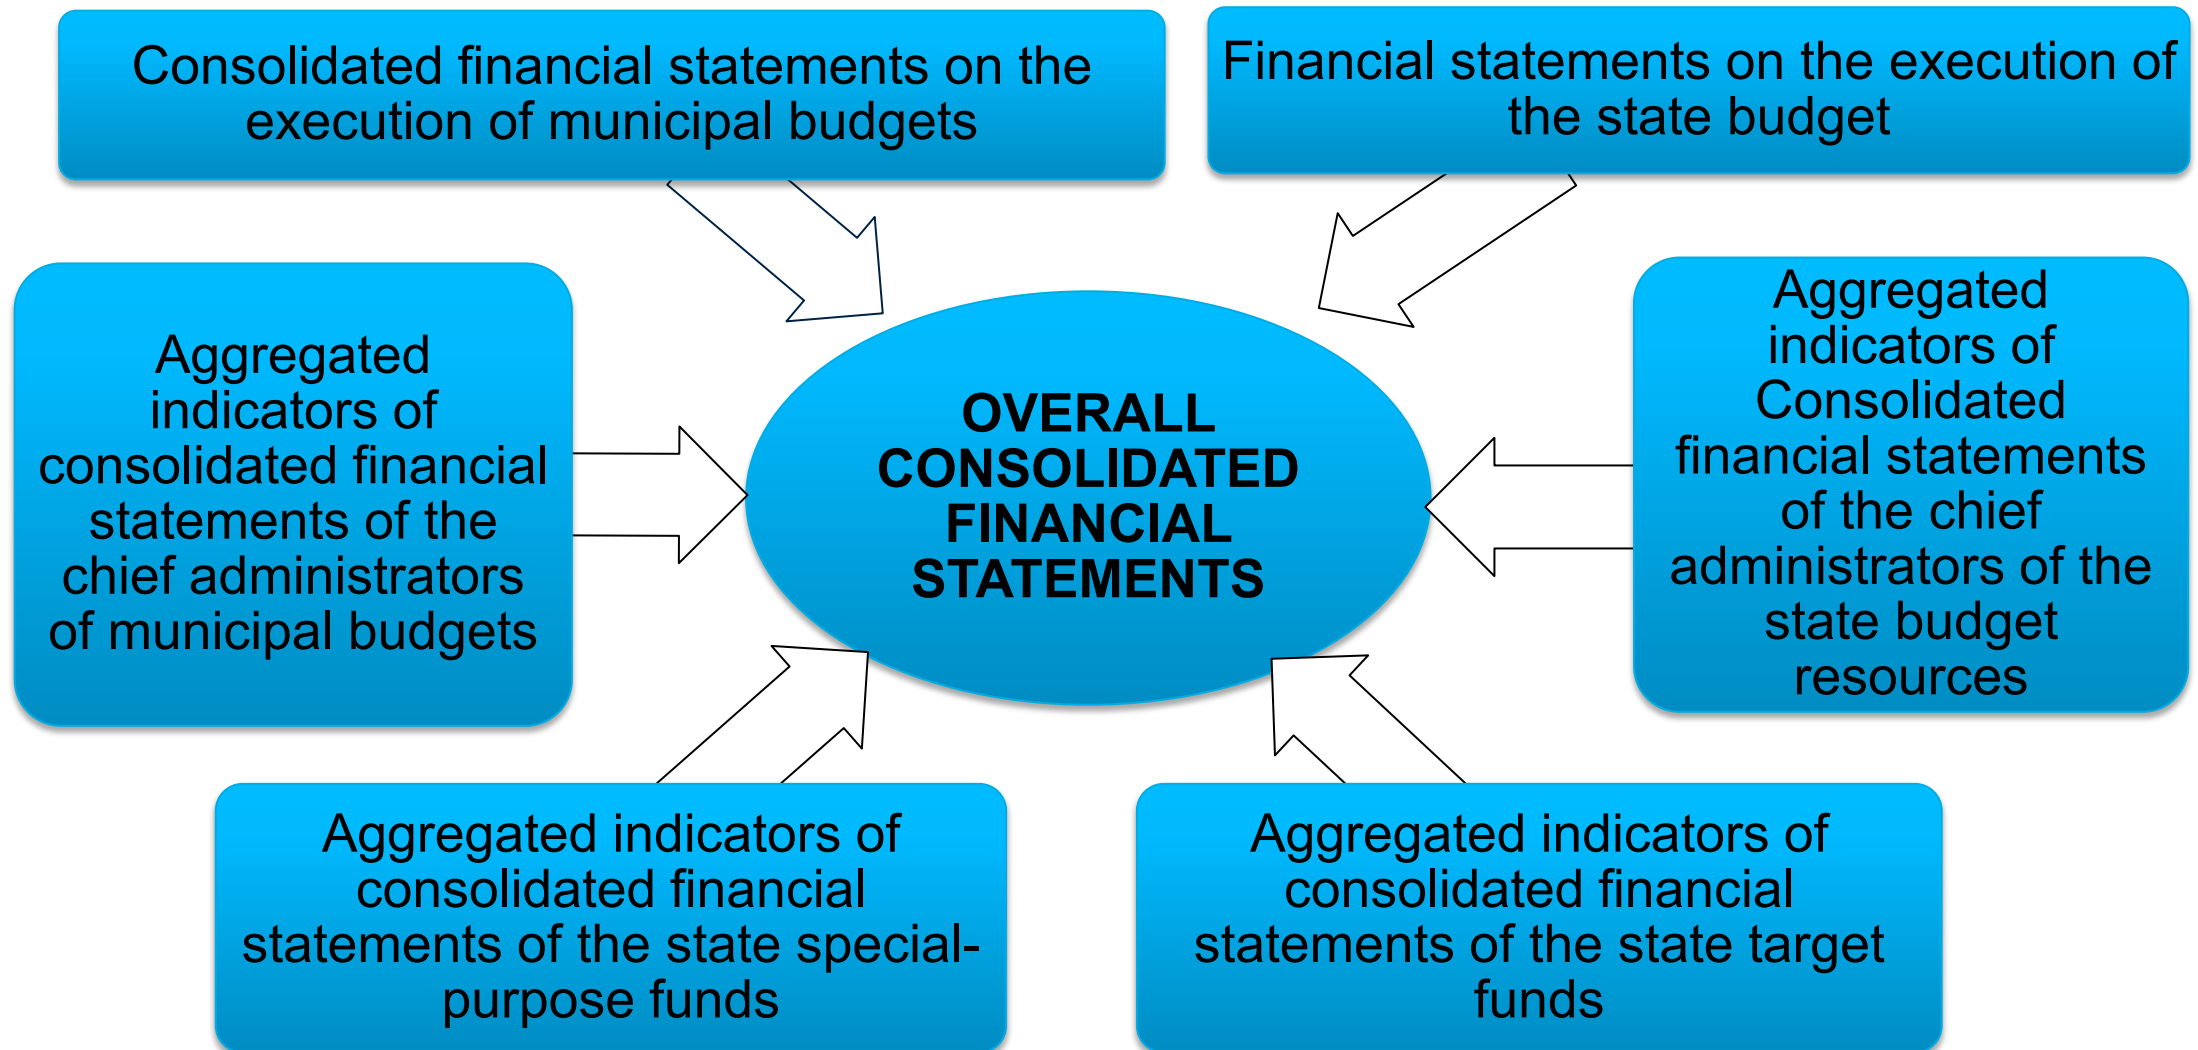 Consolidated financial statements on the
execution of municipal budgets
Financial statements on the execution of
the state budget
Aggregated
indicators of
consolidated financial
statements of the
chief administrators
of municipal budgets
OVERALL
CONSOLIDATED
FINANCIAL
STATEMENTS
Aggregated
indicators of
Consolidated
financial statements
of the chief
administrators of the
state budget
resources
Aggregated indicators of
consolidated financial
statements of the state special-
purpose funds
Aggregated indicators of
consolidated financial
statements of the state target
funds